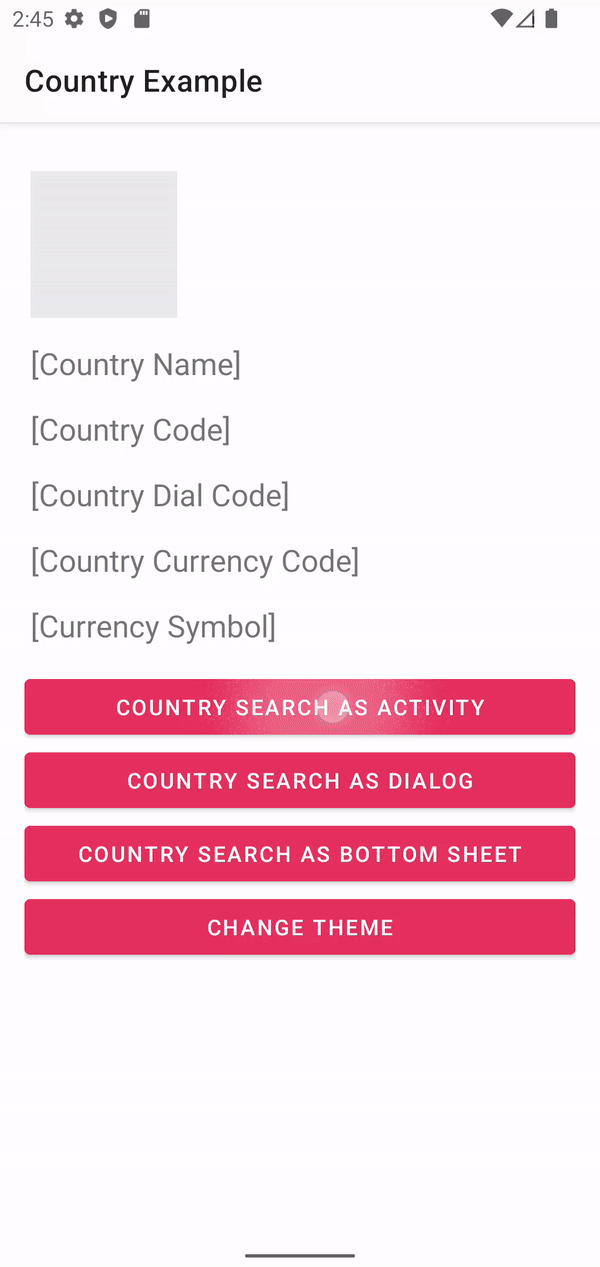 2:45
Country Example
[Country Name]
[Country Code]
[Country Dial Code]
[Country Currency Code]
[Currency Symbol]
COUNTRY SEARCH AS ACTIVITY
COUNTRY SEARCH AS DIALOG
COUNTRY SEARCH AS BOTTOM SHEET
CHANGE THEME